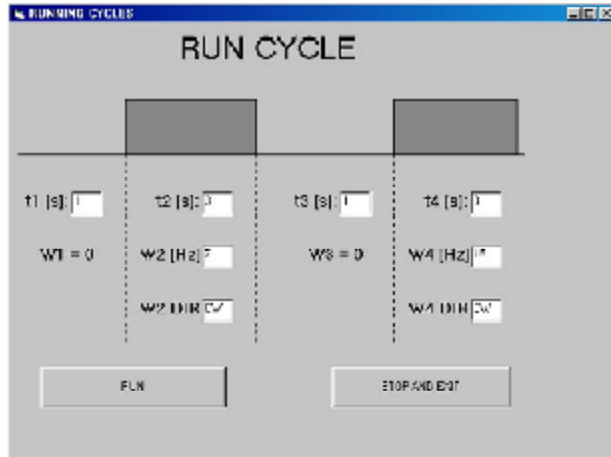 RUNNING CYCLES
RUN CYCLE
t1 [s]: t2 [s]: t3 [s]: t4 [s]:
W1 = 0 W2 [Hz] W3 = 0 W4 [Hz]
W2 DIR CW W4 DIR CW
RUN STOP AND EXIT